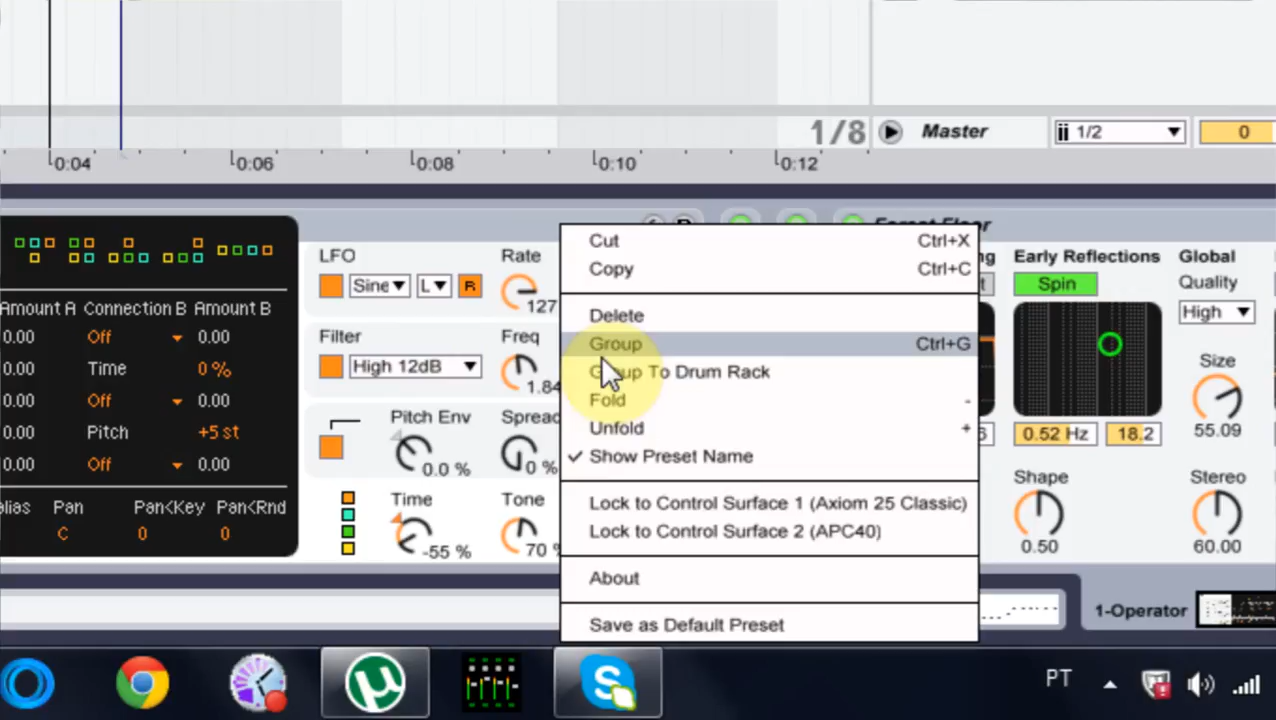 1/8 Master ii 1/2 0
0:04 0:06 0:08 0:10 0:12
LFO Rate
Sine L R
127
Filter Freq
High 12dB
1.84
Pitch Env Spread
0.0 % 0 %
Time Tone
-55 % 70 %
Amount A Connection B Amount B
0.00 Off 0.00
0.00 Time 0 %
0.00 Off 0.00
0.00 Pitch +5 st
0.00 Off 0.00
Pan Pan<Key Pan<Rnd
C 0 0
Cut Ctrl+X
Copy Ctrl+C
Delete
Group Ctrl+G
Group To Drum Rack
Fold -
Unfold +
✓ Show Preset Name
Lock to Control Surface 1 (Axiom 25 Classic)
Lock to Control Surface 2 (APC40)
About
Save as Default Preset
Early Reflections Global
Spin Quality
High
Size
0.52 Hz 18.2 55.09
Shape Stereo
0.50 60.00
1-Operator
PT